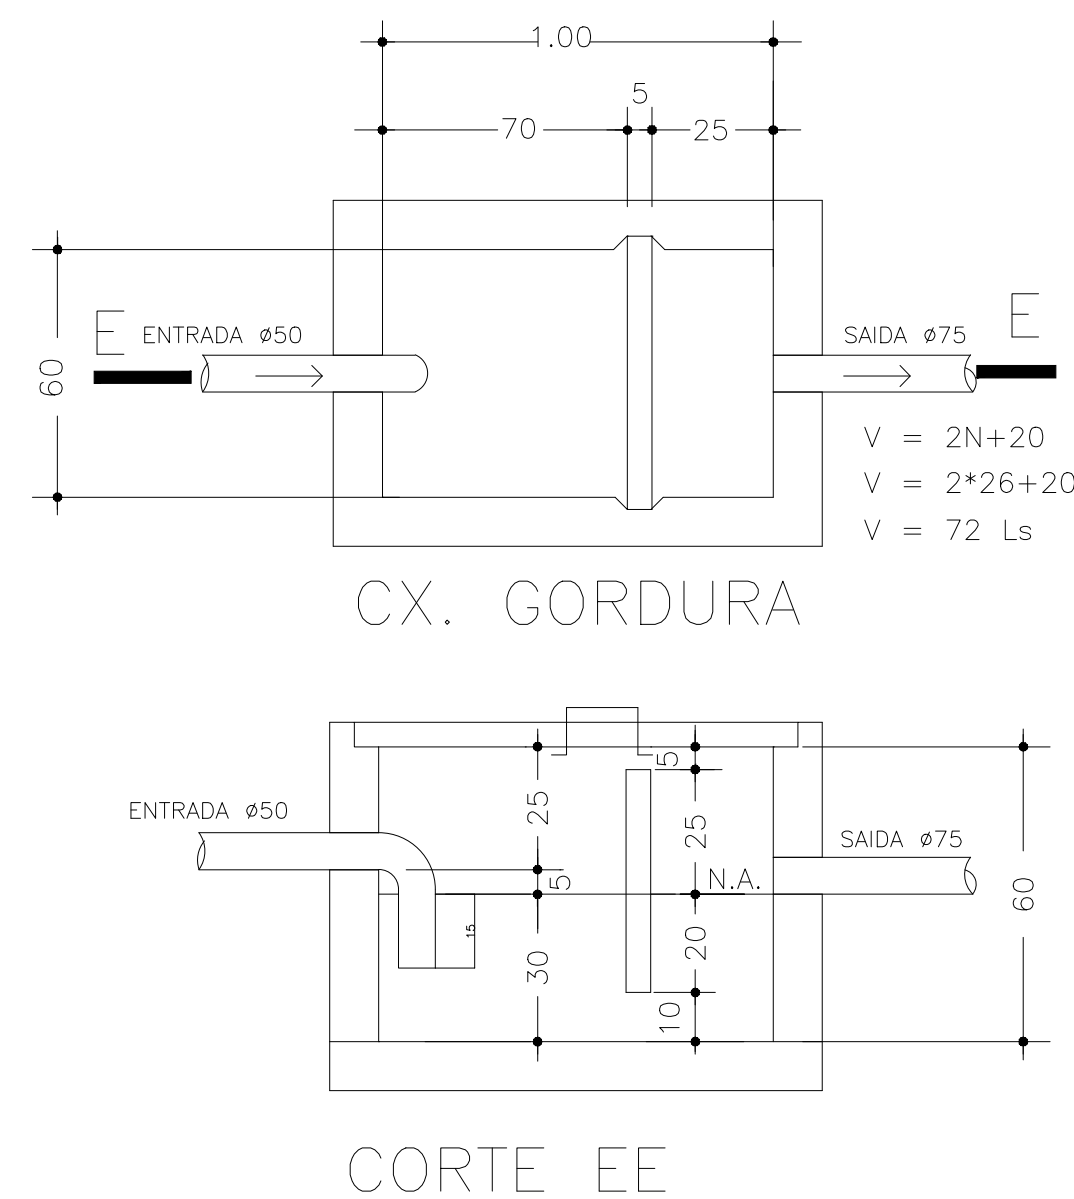 1.00
5
70
25
E
ENTRADA ø50
SAIDA ø75
E
60
V = 2N+20
V = 2*26+20
V = 72 Ls
CX. GORDURA
5
25
25
ENTRADA ø50
SAIDA ø75
5
N.A.
60
15
20
30
10
CORTE EE